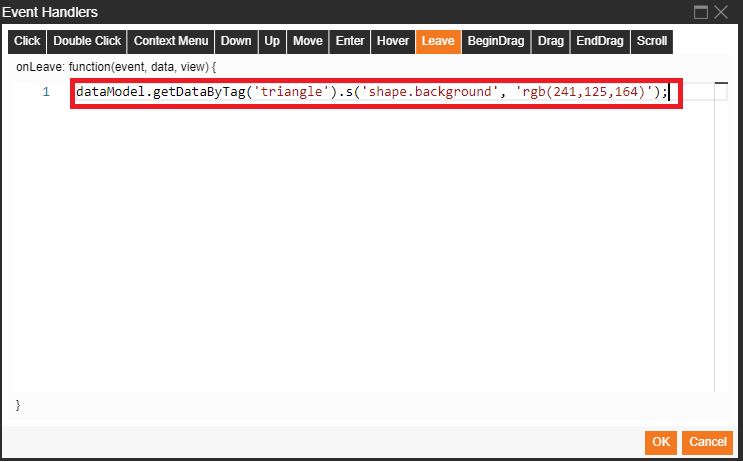 Event Handlers
Click Double Click Context Menu Down Up Move Enter Hover Leave BeginDrag Drag EndDrag Scroll
onLeave: function(event, data, view) {
1 dataModel.getDataByTag('triangle').s('shape.background', 'rgb(241,125,164)');
}
OK Cancel